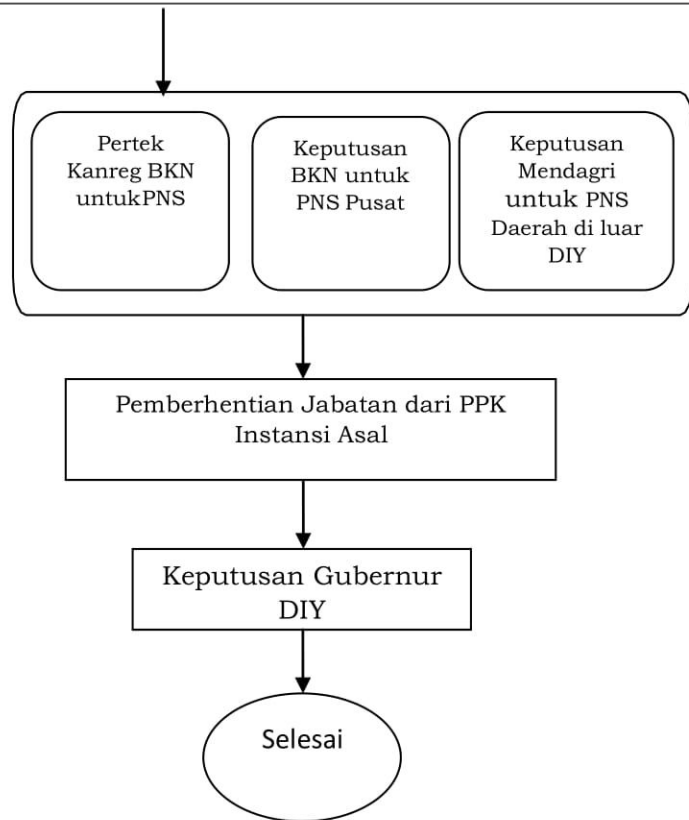 Pertek
Kanreg BKN
untukPNS
Keputusan
BKN untuk
PNS Pusat
Keputusan
Mendagri
untuk PNS
Daerah di luar
DIY
Pemberhentian Jabatan dari PPK
Instansi Asal
Keputusan Gubernur
DIY
Selesai